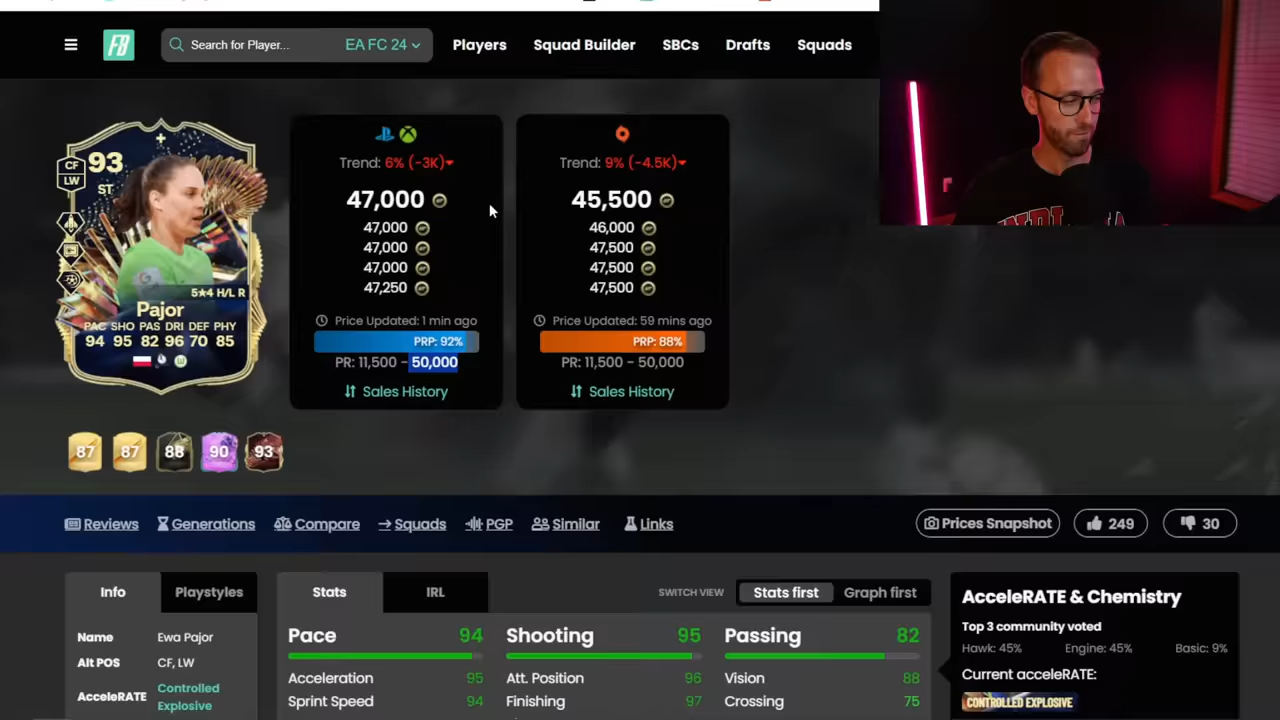 FB
Search for Player...
EA FC 24
Players
Squad Builder
SBCs
Drafts
Squads
CF
LW
93
ST
5★4 H/L R
Pajor
PAC SHO PAS DRI DEF PHY
94 95 82 96 70 85
Trend: 6% (-3K)
47,000
47,000
47,000
47,000
47,250
Price Updated: 1 min ago
PRP: 92%
PR: 11,500 - 50,000
Sales History
Trend: 9% (-4.5K)
45,500
46,000
47,500
47,500
47,500
Price Updated: 59 mins ago
PRP: 88%
PR: 11,500 - 50,000
Sales History
87
87
88
90
93
Reviews
Generations
Compare
Squads
PGP
Similar
Links
Prices Snapshot
249
30
Info
Playstyles
Name Ewa Pajor
Alt POS CF, LW
AcceleRATE Controlled
Explosive
Stats
IRL
SWITCH VIEW
Stats first
Graph first
Pace 94
Acceleration 95
Sprint Speed 94
Shooting 95
Att. Position 96
Finishing 97
Passing 82
Vision 88
Crossing 75
AcceleRATE & Chemistry
Top 3 community voted
Hawk: 45% Engine: 45% Basic: 9%
Current acceleRATE:
CONTROLLED EXPLOSIVE